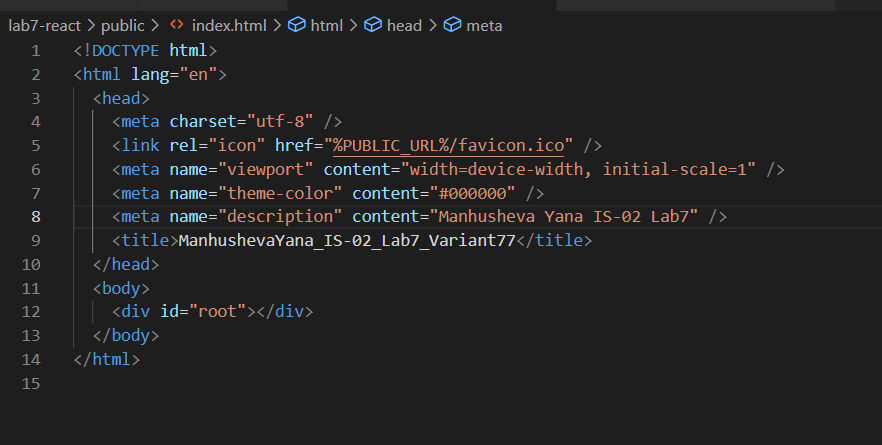 lab7-react > public > <> index.html > html > head > meta
1 <!DOCTYPE html>
2 <html lang="en">
3 <head>
4 <meta charset="utf-8" />
5 <link rel="icon" href="%PUBLIC_URL%/favicon.ico" />
6 <meta name="viewport" content="width=device-width, initial-scale=1" />
7 <meta name="theme-color" content="#000000" />
8 <meta name="description" content="Manhusheva Yana IS-02 Lab7" />
9 <title>ManhushevaYana_IS-02_Lab7_Variant77</title>
10 </head>
11 <body>
12 <div id="root"></div>
13 </body>
14 </html>
15